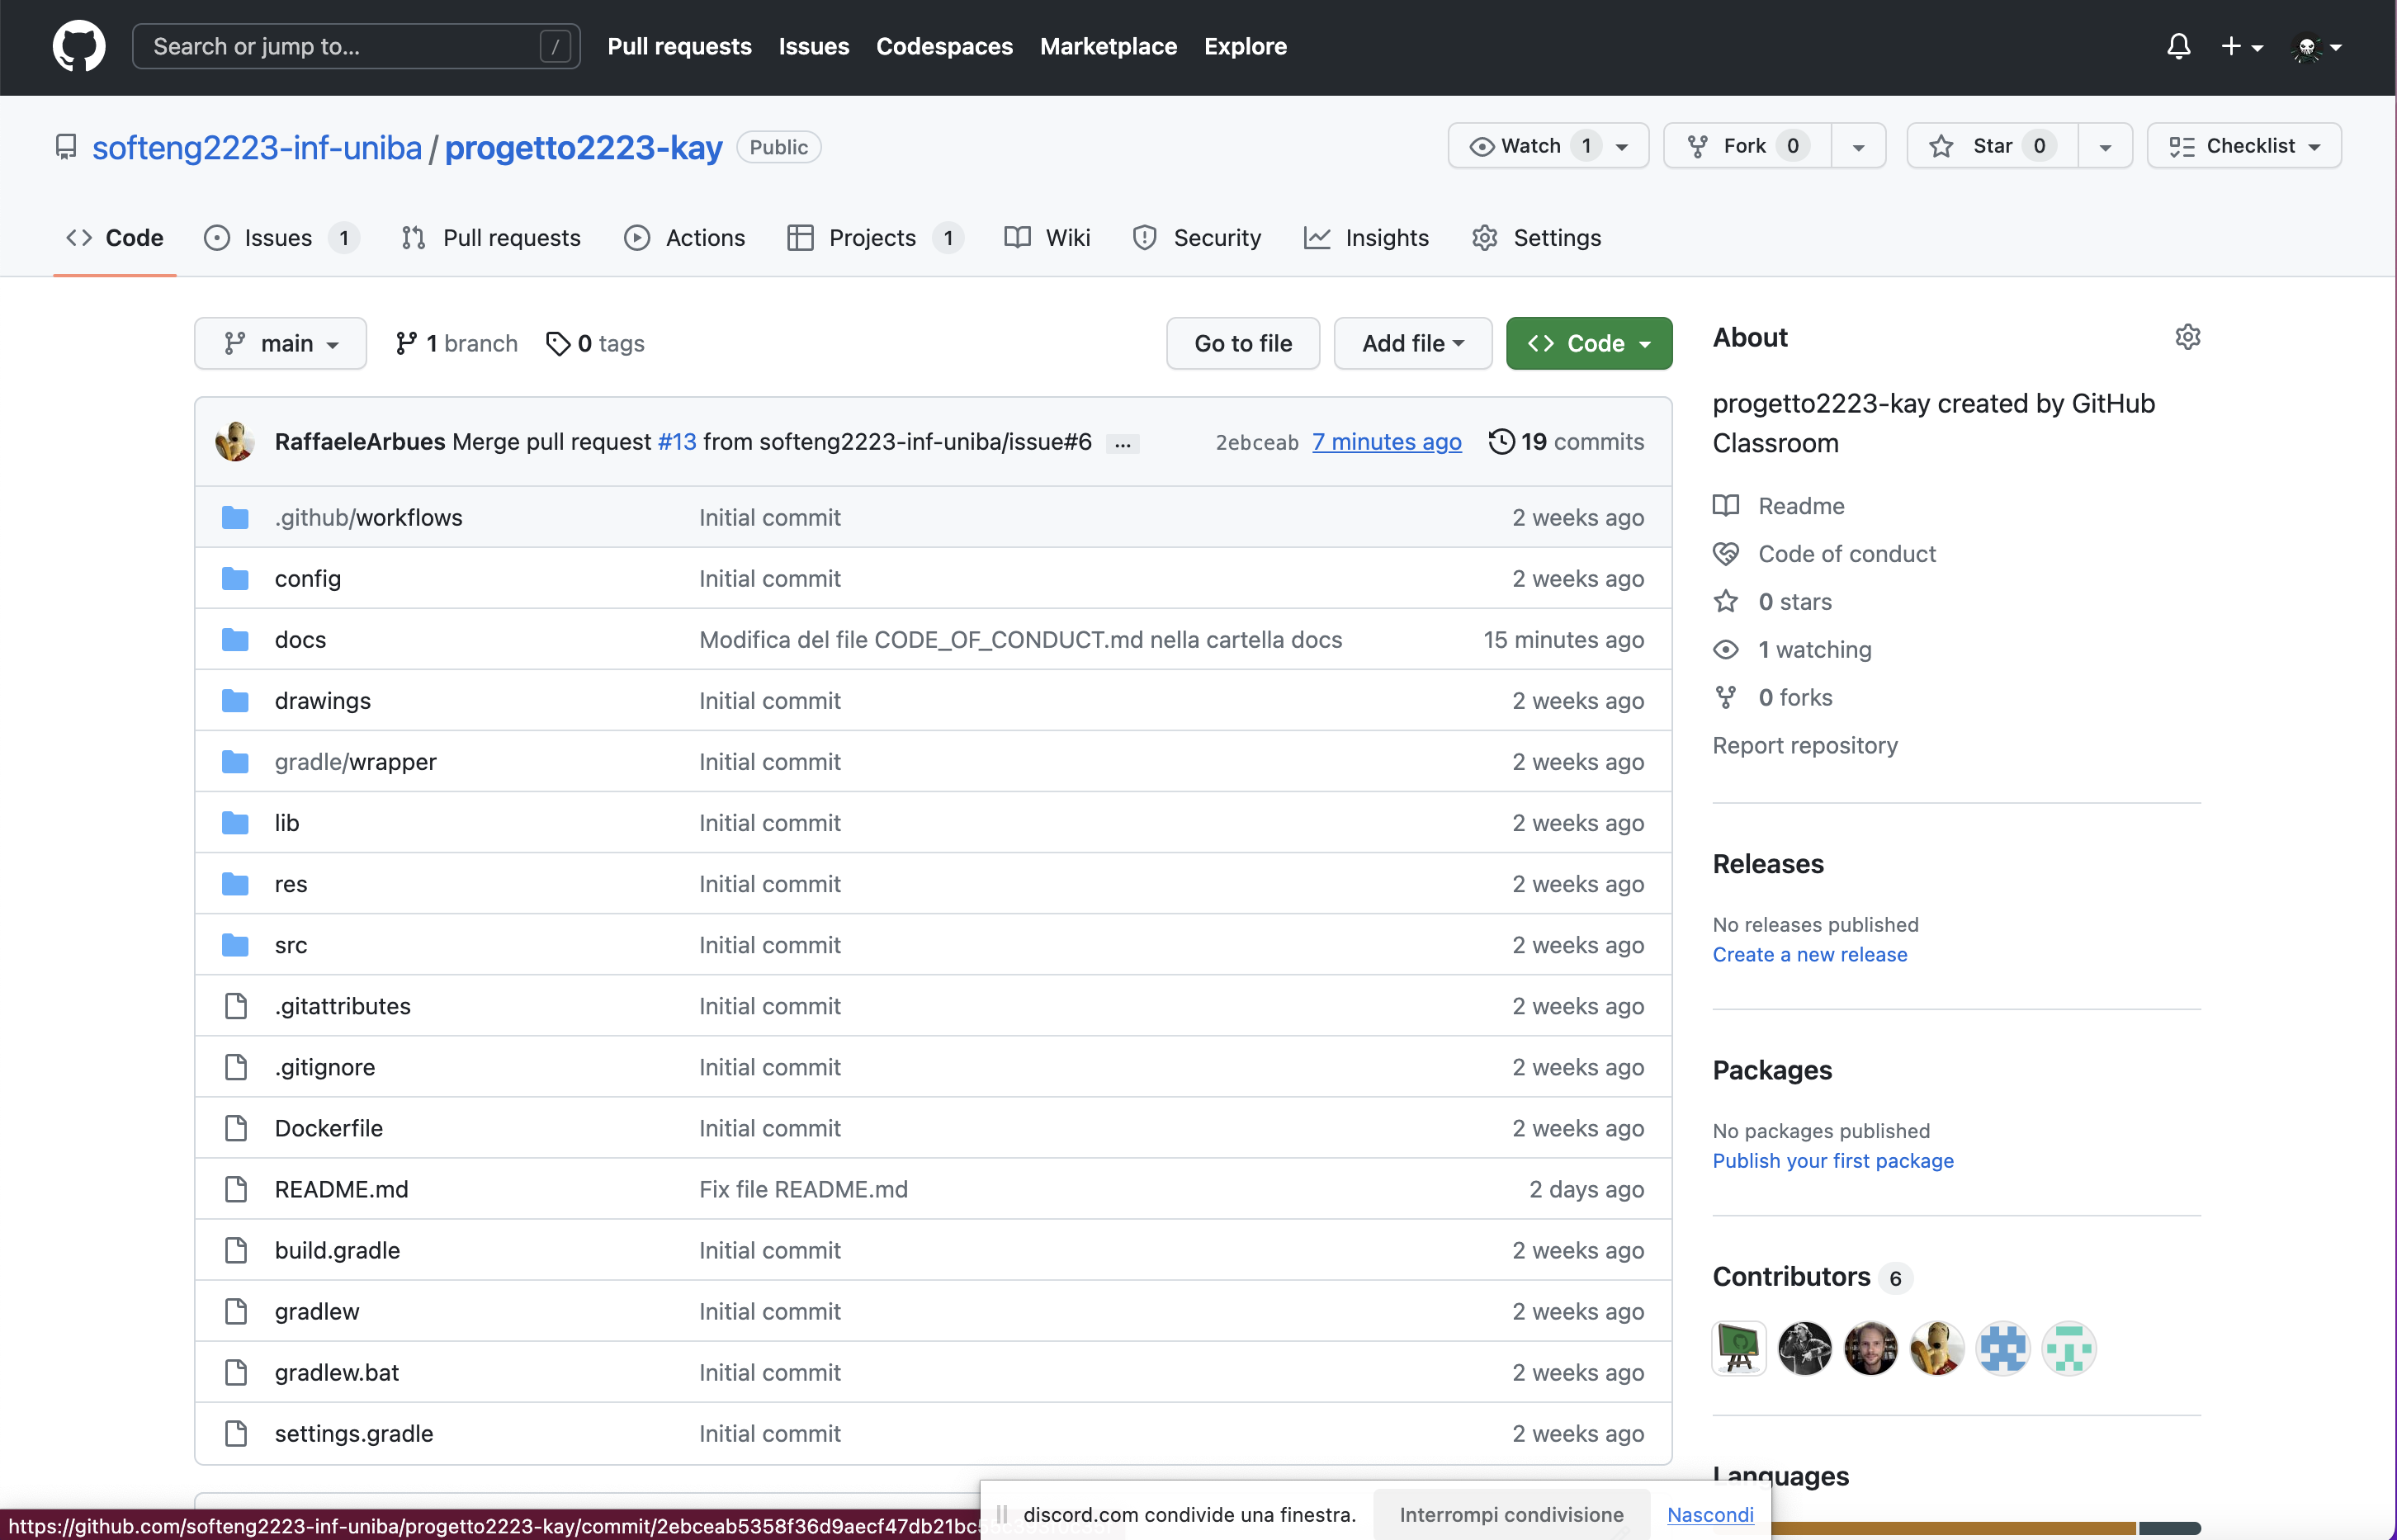 Search or jump to... /
Pull requests Issues Codespaces Marketplace Explore
softeng2223-inf-uniba / progetto2223-kay Public
Watch 1 Fork 0 Star 0 Checklist
Code Issues 1 Pull requests Actions Projects 1 Wiki Security Insights Settings
main 1 branch 0 tags Go to file Add file Code
RaffaeleArbues Merge pull request #13 from softeng2223-inf-uniba/issue#6 ... 2ebceab 7 minutes ago 19 commits
.github/workflows Initial commit 2 weeks ago
config Initial commit 2 weeks ago
docs Modifica del file CODE_OF_CONDUCT.md nella cartella docs 15 minutes ago
drawings Initial commit 2 weeks ago
gradle/wrapper Initial commit 2 weeks ago
lib Initial commit 2 weeks ago
res Initial commit 2 weeks ago
src Initial commit 2 weeks ago
.gitattributes Initial commit 2 weeks ago
.gitignore Initial commit 2 weeks ago
Dockerfile Initial commit 2 weeks ago
README.md Fix file README.md 2 days ago
build.gradle Initial commit 2 weeks ago
gradlew Initial commit 2 weeks ago
gradlew.bat Initial commit 2 weeks ago
settings.gradle Initial commit 2 weeks ago
About
progetto2223-kay created by GitHub
Classroom
Readme
Code of conduct
0 stars
1 watching
0 forks
Report repository
Releases
No releases published
Create a new release
Packages
No packages published
Publish your first package
Contributors 6
Languages
discord.com condivide una finestra. Interrompi condivisione Nascondi
https://github.com/softeng2223-inf-uniba/progetto2223-kay/commit/2ebceab5358f36d9aecf47db21bc